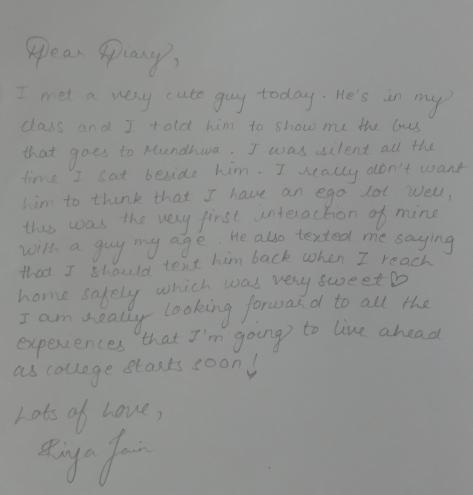 Dear Diary,
I met a very cute guy today. He's in my
class and I told him to show me the bus
that goes to Mundhwa. I was silent all the
time I sat beside him. I really don't want
him to think that I have an ego lol. Well,
this was the very first interaction of mine
with a guy my age. He also texted me saying
that I should text him back when I reach
home safely which was very sweet♡
I am really looking forward to all the
experiences that I'm going to live ahead
as college starts soon!
Lots of Love,
Riya Jain